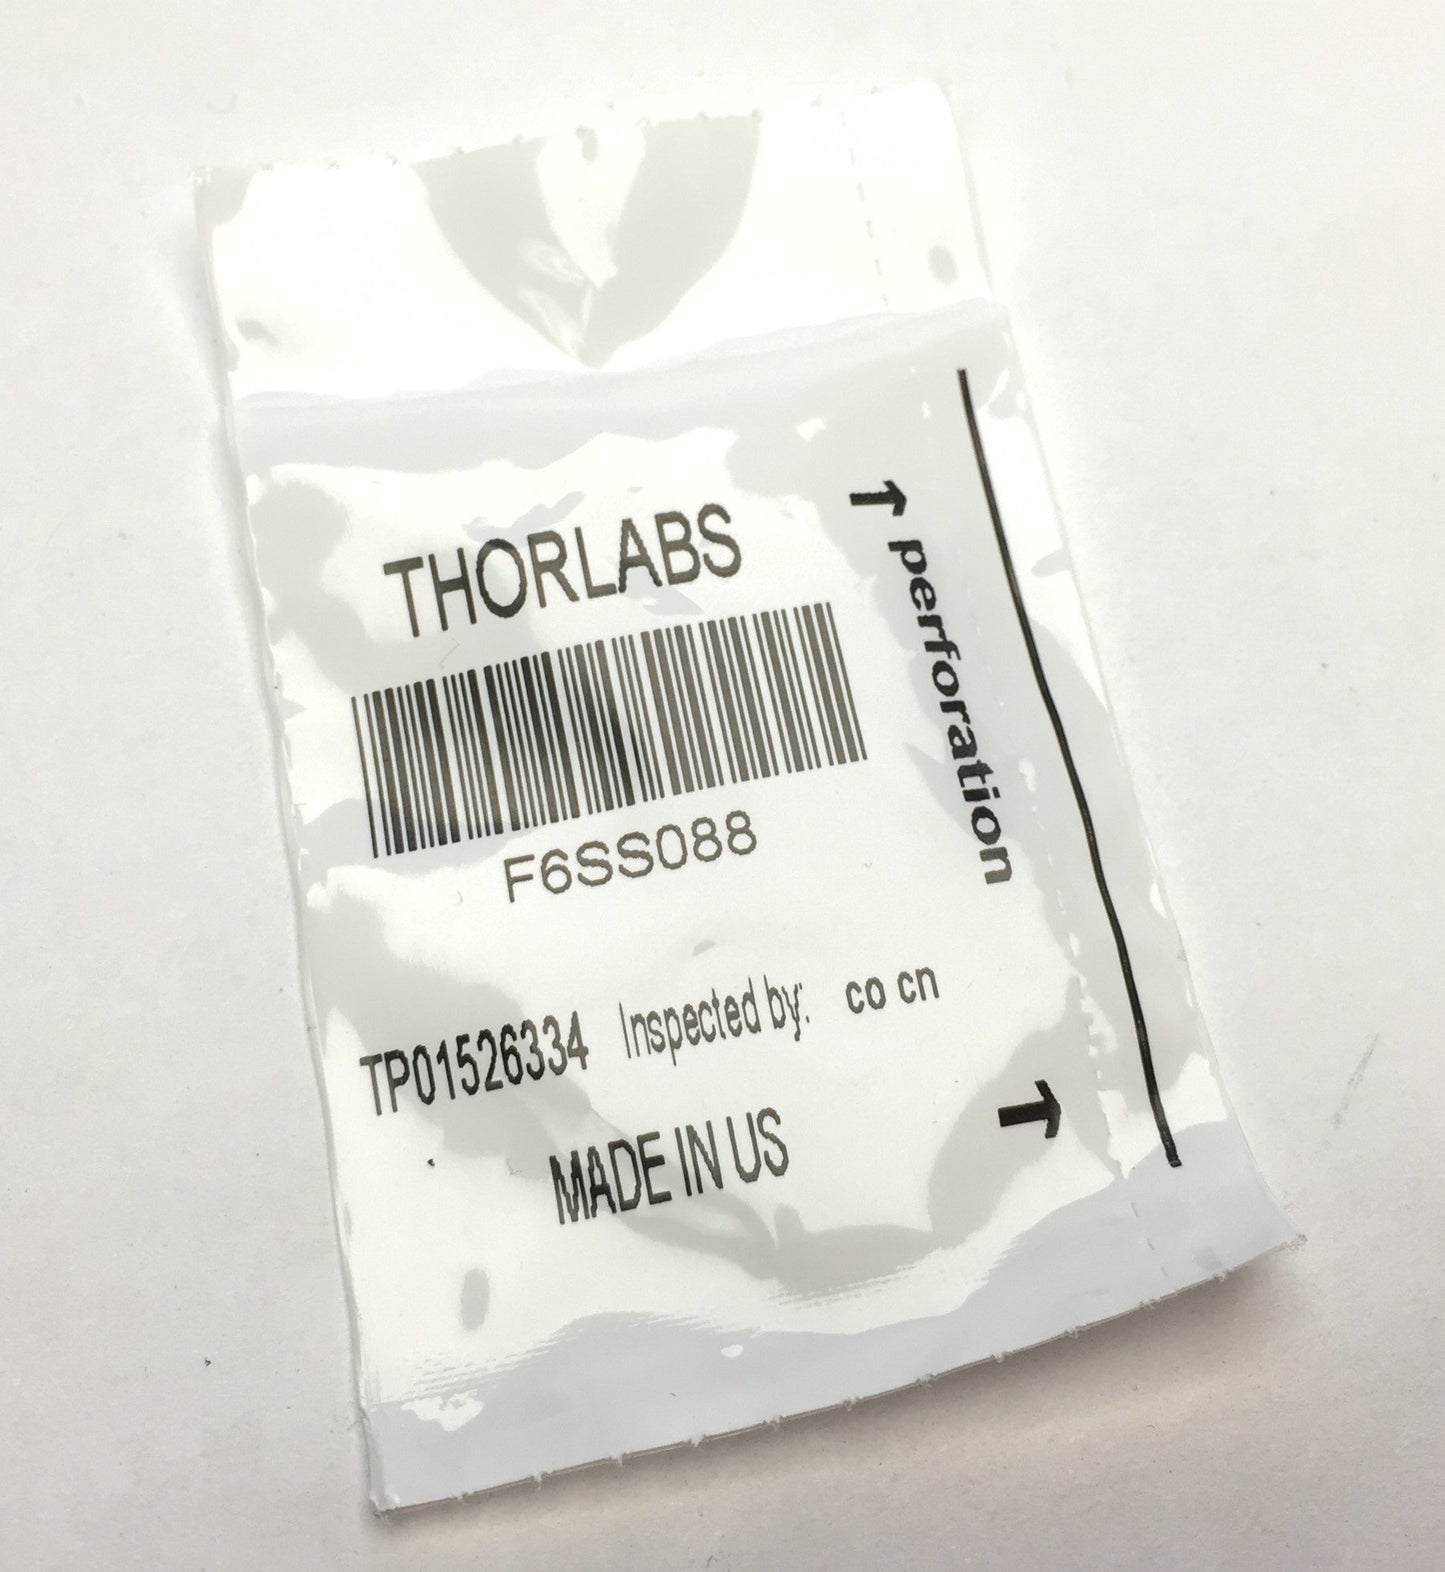 THORLABS
F6SS088
TP01526334 Inspected by: co cn
MADE IN US
↑ perforation ↑